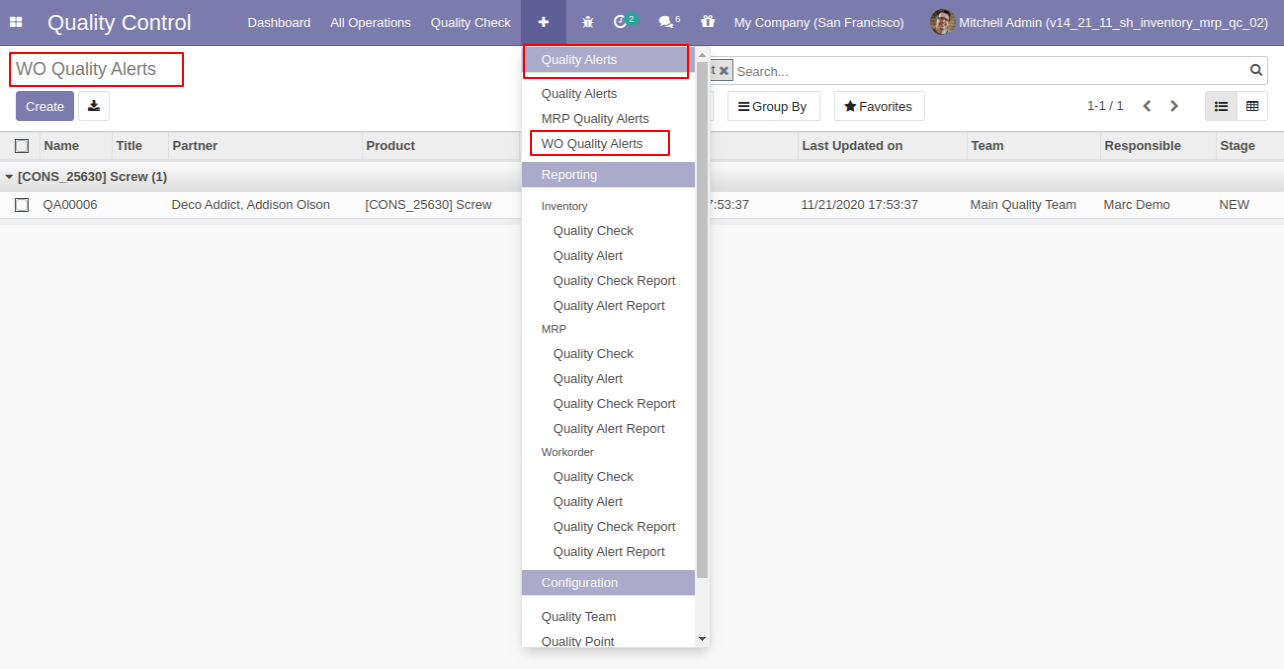 Quality Control Dashboard All Operations Quality Check + 2 6 My Company (San Francisco) Mitchell Admin (v14_21_11_sh_inventory_mrp_qc_02)
WO Quality Alerts
Search...
Create
Group By Favorites 1-1 / 1
Name Title Partner Product Last Updated on Team Responsible Stage
[CONS_25630] Screw (1)
QA00006 Deco Addict, Addison Olson [CONS_25630] Screw 7:53:37 11/21/2020 17:53:37 Main Quality Team Marc Demo NEW
Quality Alerts
Quality Alerts
MRP Quality Alerts
WO Quality Alerts
Reporting
Inventory
Quality Check
Quality Alert
Quality Check Report
Quality Alert Report
MRP
Quality Check
Quality Alert
Quality Check Report
Quality Alert Report
Workorder
Quality Check
Quality Alert
Quality Check Report
Quality Alert Report
Configuration
Quality Team
Quality Point